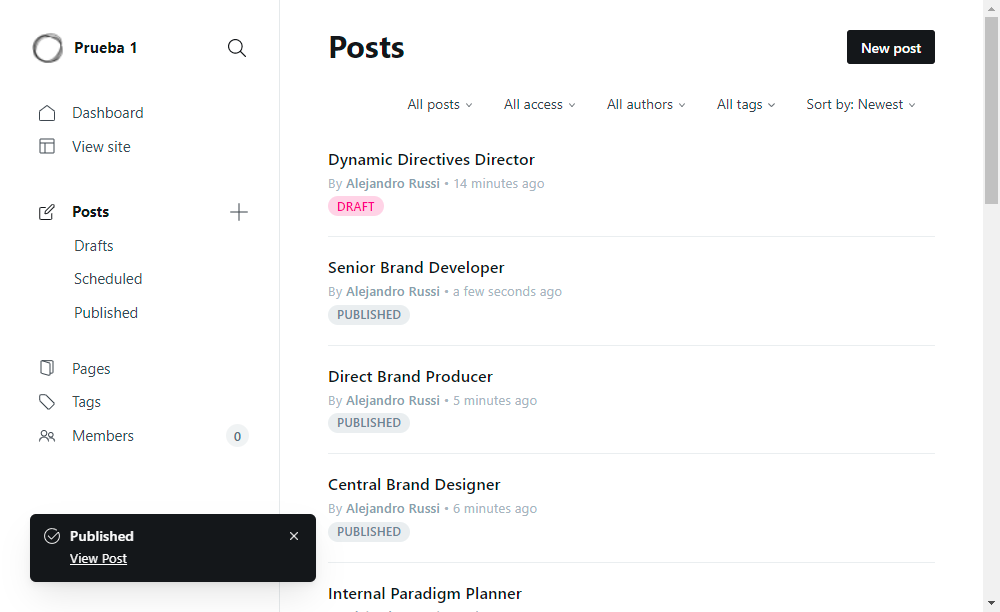 Prueba 1
Dashboard
View site
Posts
Drafts
Scheduled
Published
Pages
Tags
Members 0
Published
View Post
Posts
New post
All posts All access All authors All tags Sort by: Newest
Dynamic Directives Director
By Alejandro Russi • 14 minutes ago
DRAFT
Senior Brand Developer
By Alejandro Russi • a few seconds ago
PUBLISHED
Direct Brand Producer
By Alejandro Russi • 5 minutes ago
PUBLISHED
Central Brand Designer
By Alejandro Russi • 6 minutes ago
PUBLISHED
Internal Paradigm Planner